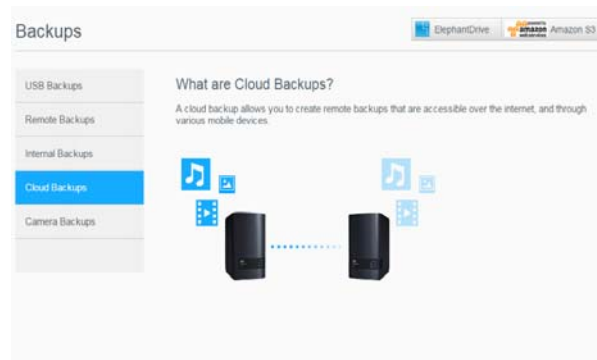 Backups
ElephantDrive
amazon
Amazon S3
USB Backups
Remote Backups
Internal Backups
Cloud Backups
Camera Backups
What are Cloud Backups?
A cloud backup allows you to create remote backups that are accessible over the internet, and through
various mobile devices.